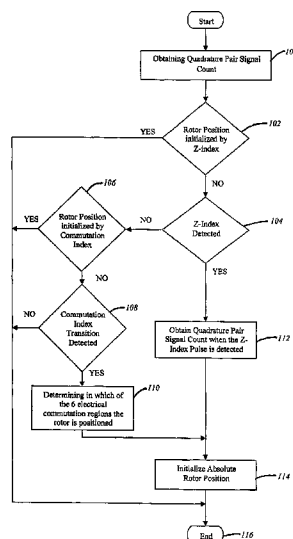 Start
Obtaining Quadrature Pair Signal
Count
10
YES
Rotor Position
initialized by
Z-Index
102
NO
106
YES
Rotor Position
initialized by
Commutation
Index
NO
Z-Index
Detected
104
NO
YES
NO
Commutation
Index
Transition
Detected
108
YES
Obtain Quadrature Pair
Signal Count when the Z-
Index Pulse is detected
112
110
Determining in which of
the 6 electrical
commutation regions the
rotor is positioned
Initialize Absolute
Rotor Position
114
End
116